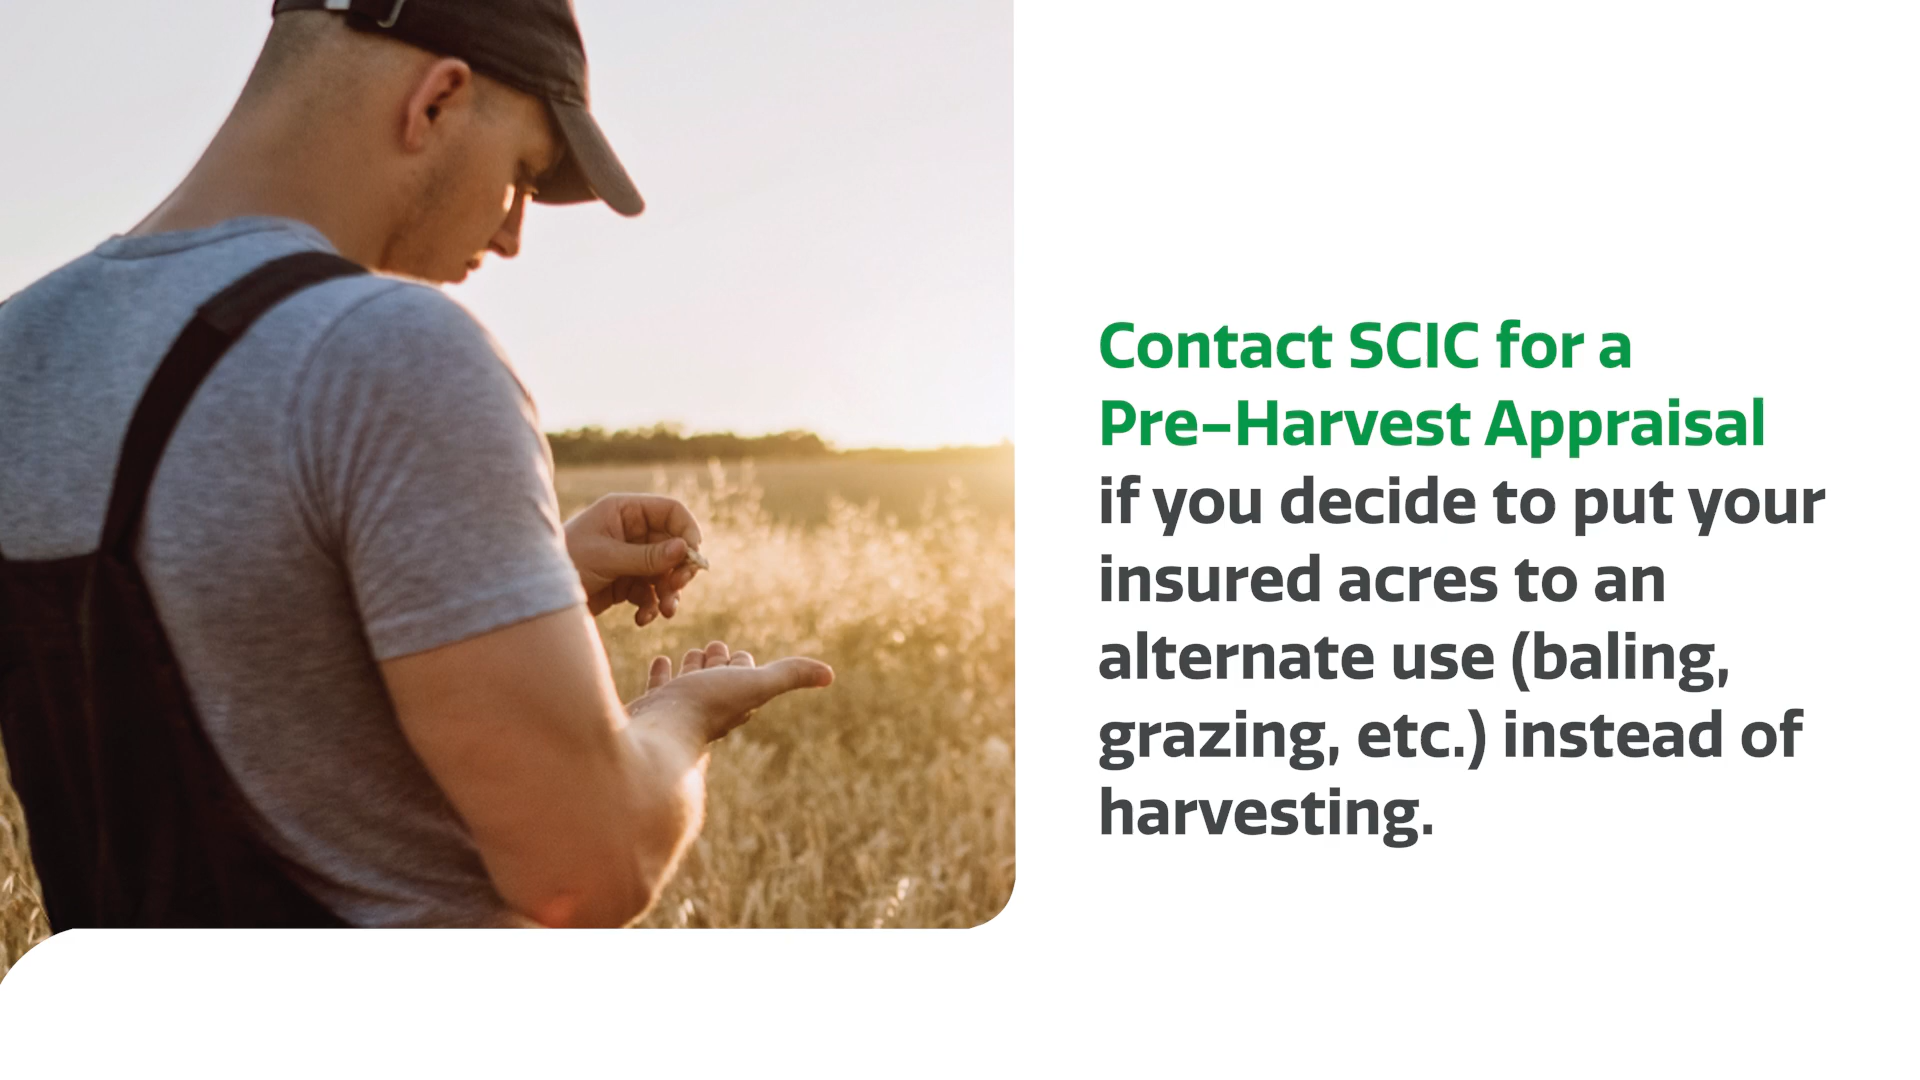 Contact SCIC for a
Pre-Harvest Appraisal
if you decide to put your
insured acres to an
alternate use (baling,
grazing, etc.) instead of
harvesting.